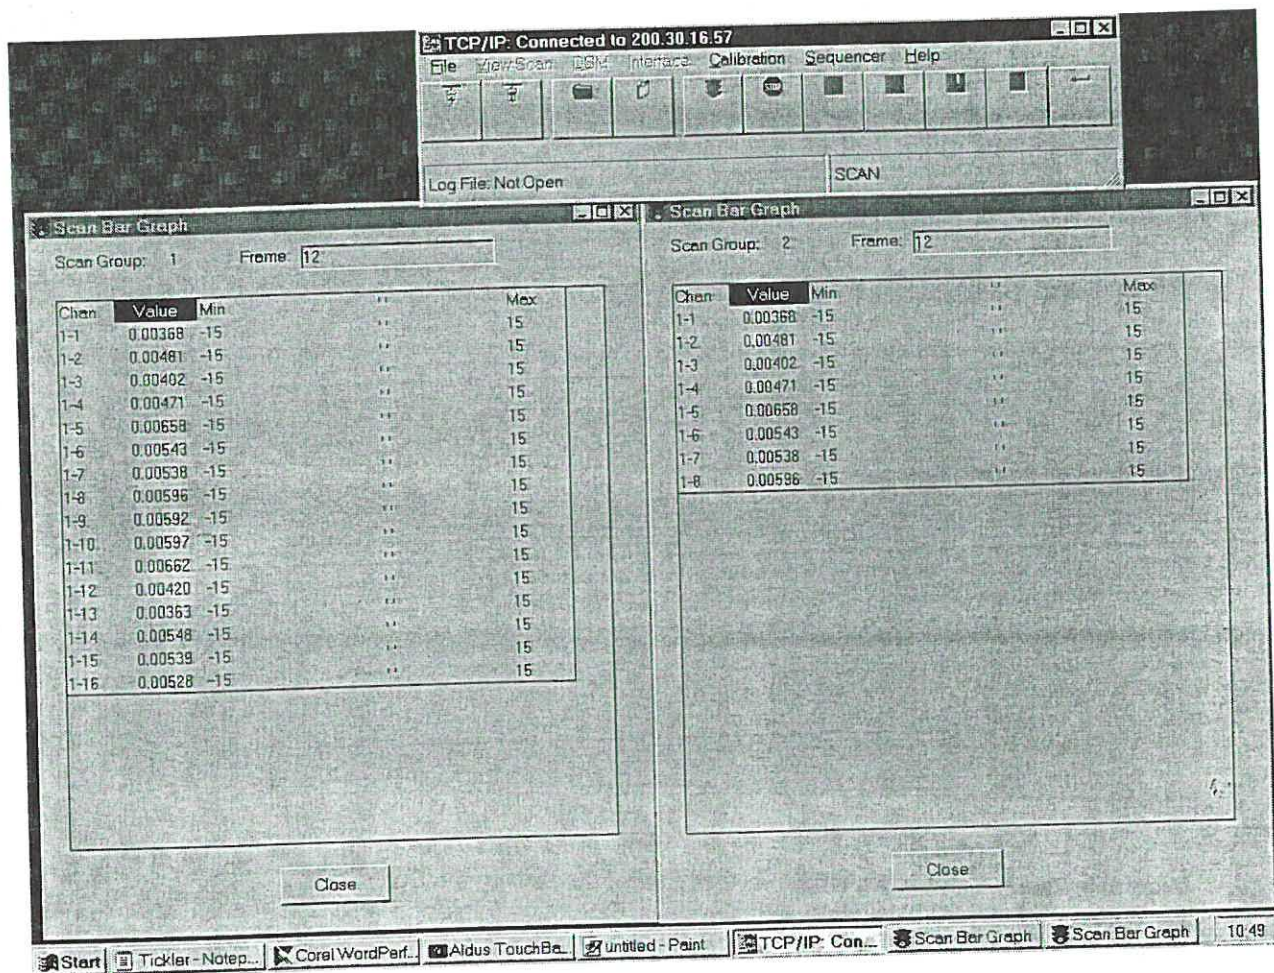 TCP/IP: Connected to 200.30.16.57
File View Scan DSM Interface Calibration Sequencer Help
STOP
Log File: Not Open SCAN
Scan Bar Graph
Scan Group: 1 Frame: 12
Chan Value Min Max
1-1 0.00368 -15 15
1-2 0.00481 -15 15
1-3 0.00402 -15 15
1-4 0.00471 -15 15
1-5 0.00658 -15 15
1-6 0.00543 -15 15
1-7 0.00538 -15 15
1-8 0.00596 -15 15
1-9 0.00592 -15 15
1-10 0.00597 -15 15
1-11 0.00662 -15 15
1-12 0.00420 -15 15
1-13 0.00363 -15 15
1-14 0.00548 -15 15
1-15 0.00539 -15 15
1-16 0.00528 -15 15
Close
Scan Bar Graph
Scan Group: 2 Frame: 12
Chan Value Min Max
1-1 0.00368 -15 15
1-2 0.00481 -15 15
1-3 0.00402 -15 15
1-4 0.00471 -15 15
1-5 0.00658 -15 15
1-6 0.00543 -15 15
1-7 0.00538 -15 15
1-8 0.00596 -15 15
Close
Start Tickler - Notep... Corel WordPerf... Aldus TouchBa... untitled - Paint TCP/IP: Con... Scan Bar Graph Scan Bar Graph 10:49